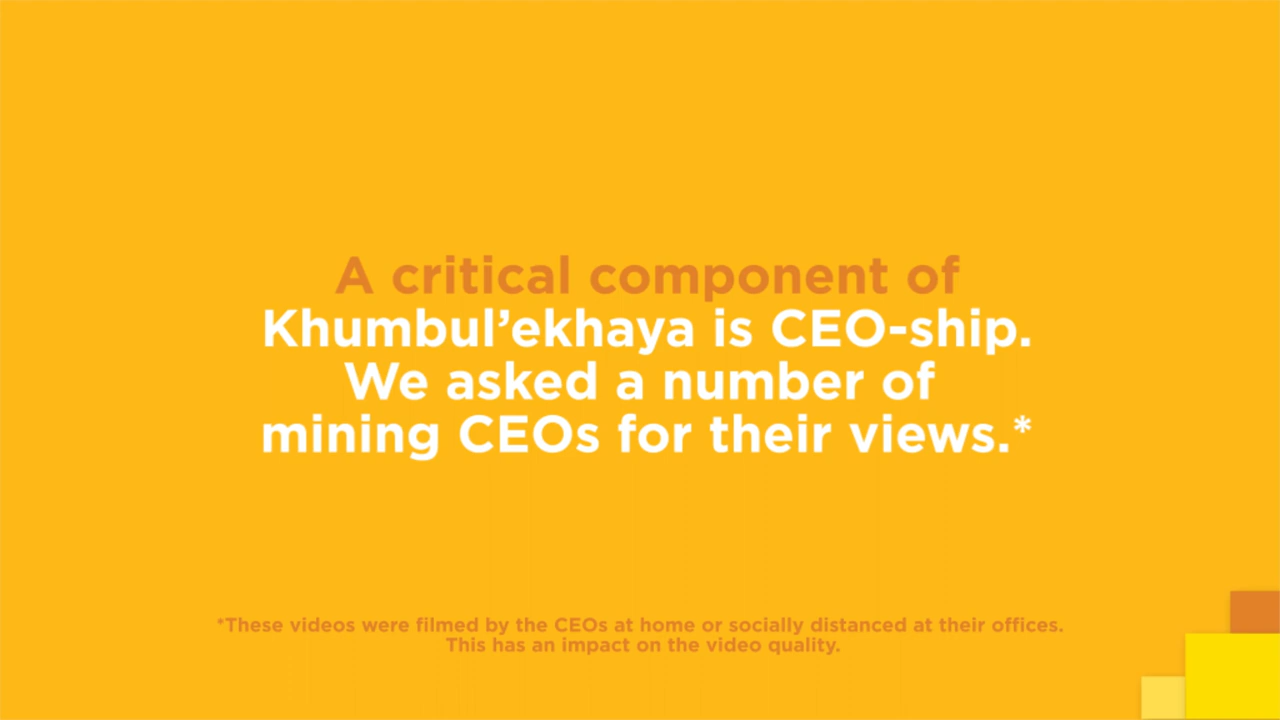 A critical component of
Khumbul’ekhaya is CEO-ship.
We asked a number of
mining CEOs for their views.*
*These videos were filmed by the CEOs at home or socially distanced at their offices.
This has an impact on the video quality.